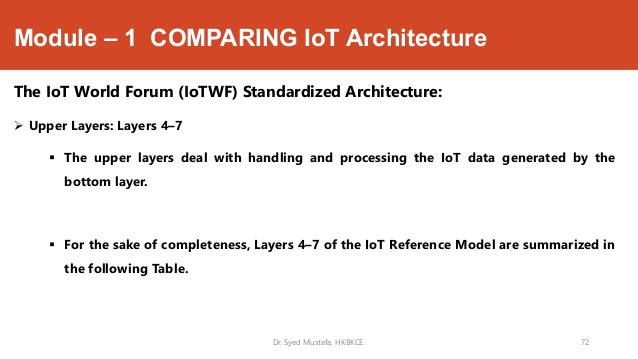 Module – 1 COMPARING IoT Architecture
The IoT World Forum (IoTWF) Standardized Architecture:
➢ Upper Layers: Layers 4–7
▪ The upper layers deal with handling and processing the IoT data generated by the
bottom layer.
▪ For the sake of completeness, Layers 4–7 of the IoT Reference Model are summarized in
the following Table.
Dr. Syed Mustafa, HKBKCE. 72